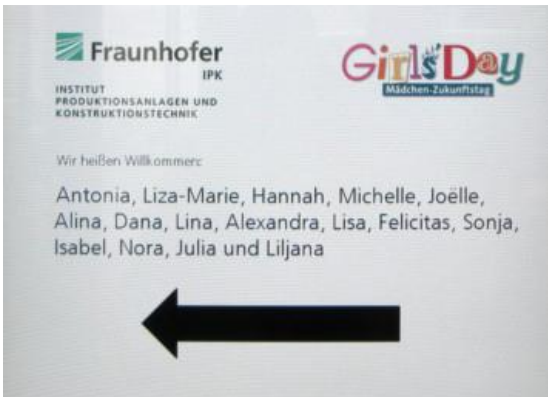 Fraunhofer
IPK
INSTITUT
PRODUKTIONSANLAGEN UND
KONSTRUKTIONSTECHNIK
Girls'Day
Mädchen-Zukunftstag
Wir heißen Willkommen:
Antonia, Liza-Marie, Hannah, Michelle, Joëlle,
Alina, Dana, Lina, Alexandra, Lisa, Felicitas, Sonja,
Isabel, Nora, Julia und Liljana